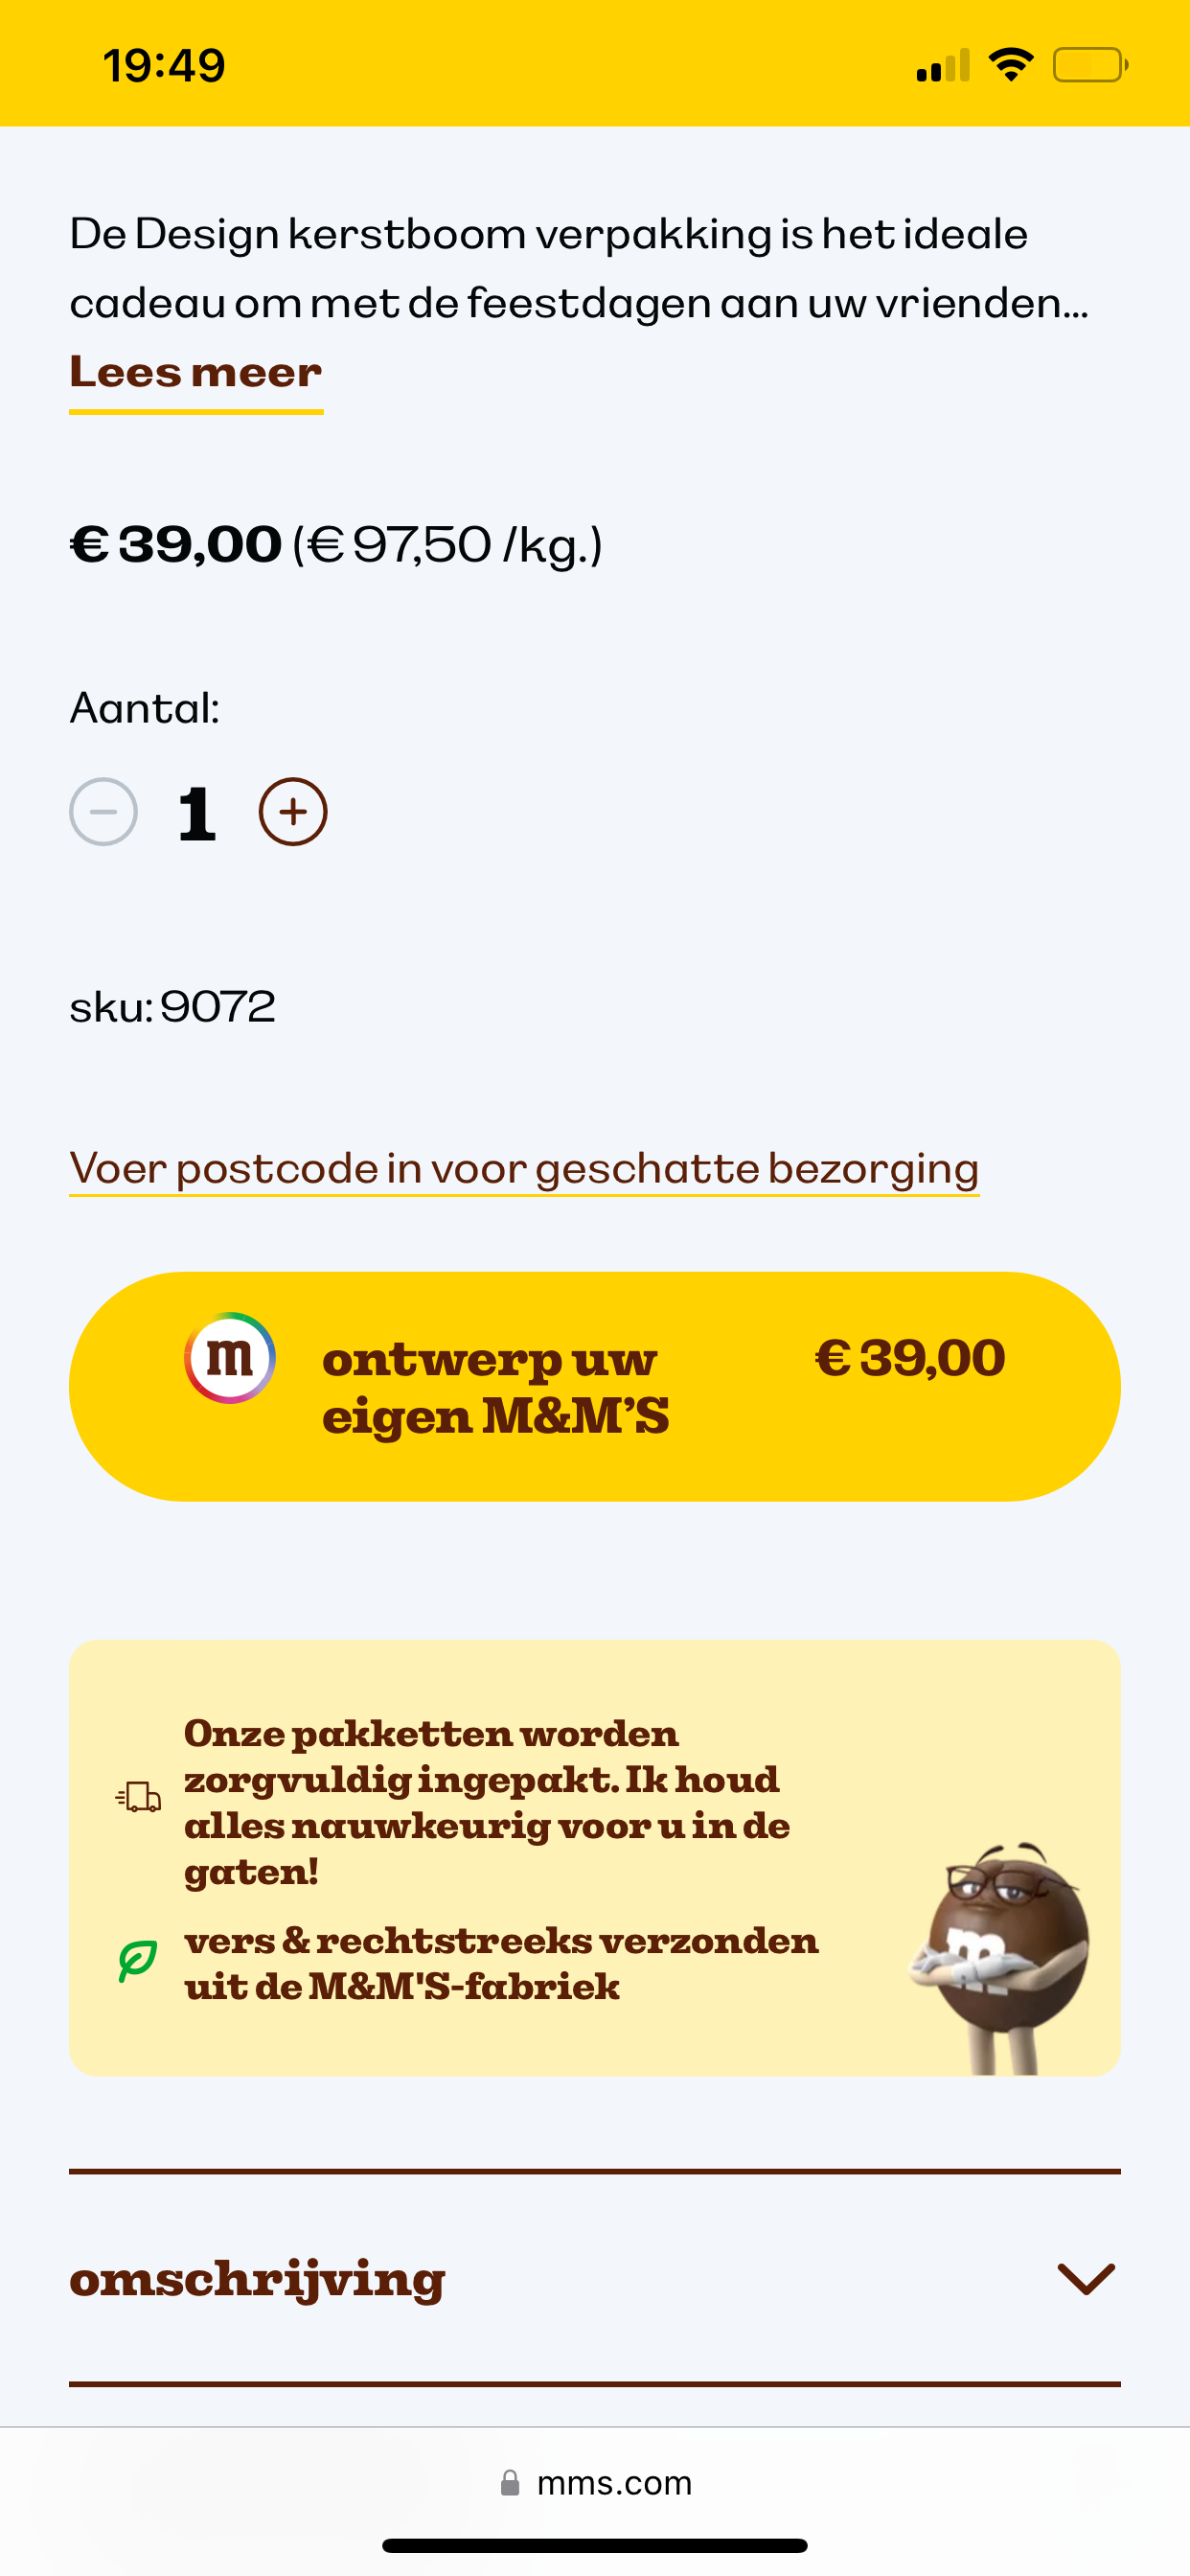 19:49
De Design kerstboom verpakking is het ideale
cadeau om met de feestdagen aan uw vrienden...
Lees meer
€ 39,00 (€ 97,50 /kg.)
Aantal:
1
sku: 9072
Voer postcode in voor geschatte bezorging
m
ontwerp uw
eigen M&M’S
€ 39,00
Onze pakketten worden
zorgvuldig ingepakt. Ik houd
alles nauwkeurig voor u in de
gaten!
vers & rechtstreeks verzonden
uit de M&M'S-fabriek
m
omschrijving
mms.com